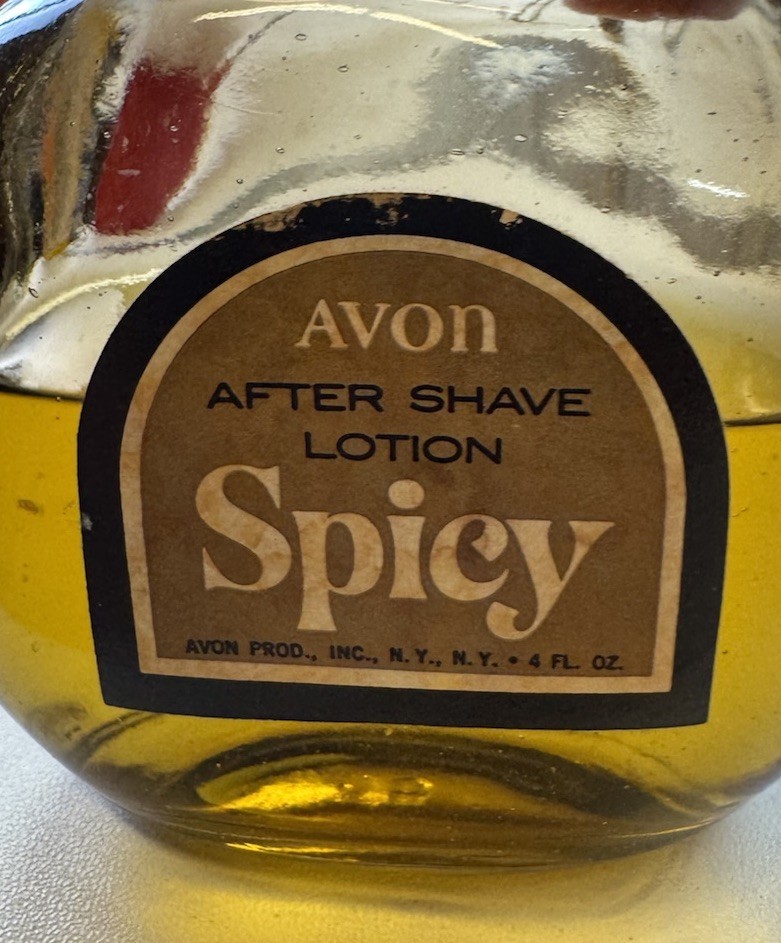 Avon
AFTER SHAVE
LOTION
Spicy
AVON PROD., INC., N.Y., N.Y. • 4 FL. OZ.